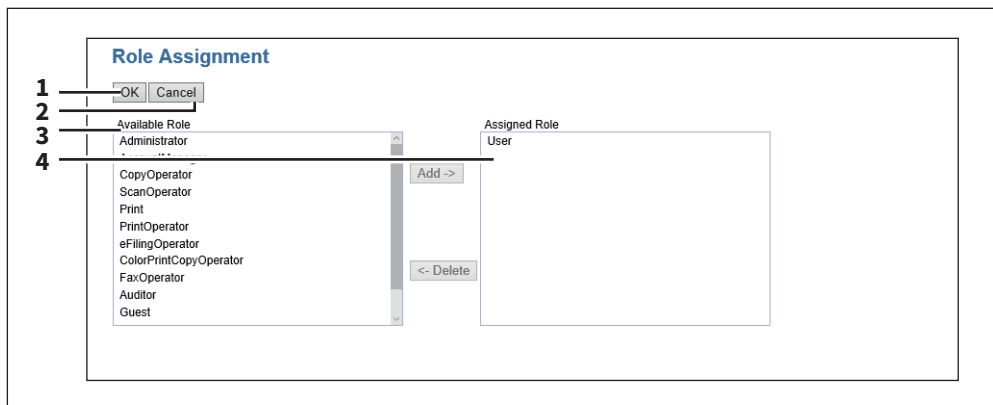 Role Assignment
1
OK Cancel
2
3
Available Role Assigned Role
Administrator User
4
Add ->
CopyOperator
ScanOperator
Print
PrintOperator
eFilingOperator
ColorPrintCopyOperator
<- Delete
FaxOperator
Auditor
Guest